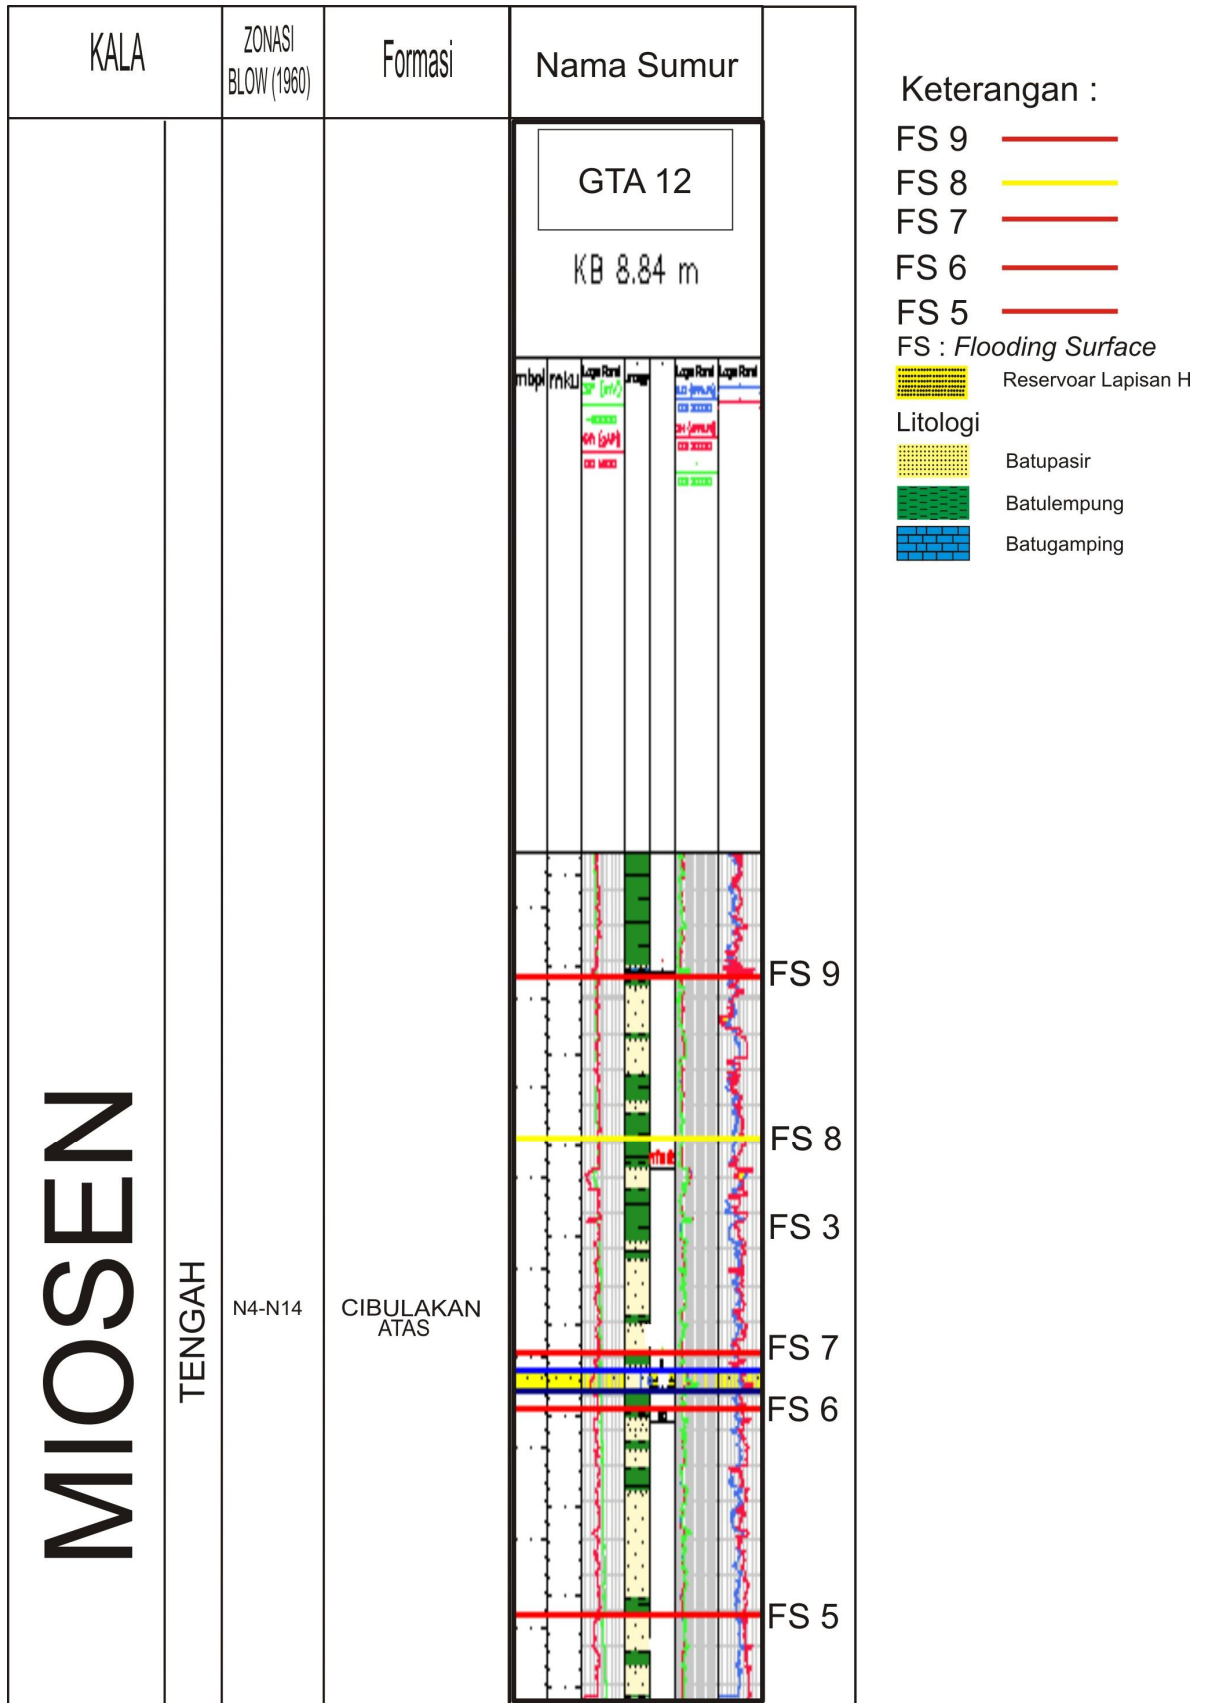 KALA
ZONASI
BLOW (1960)
Formasi
Nama Sumur
GTA 12
KB 8.84 m
mbpl
mku
MIOSEN
TENGAH
N4-N14
CIBULAKAN
ATAS
FS 9
FS 8
FS 3
FS 7
FS 6
FS 5
Keterangan :
FS 9
FS 8
FS 7
FS 6
FS 5
FS : Flooding Surface
Reservoar Lapisan H
Litologi
Batupasir
Batulempung
Batugamping